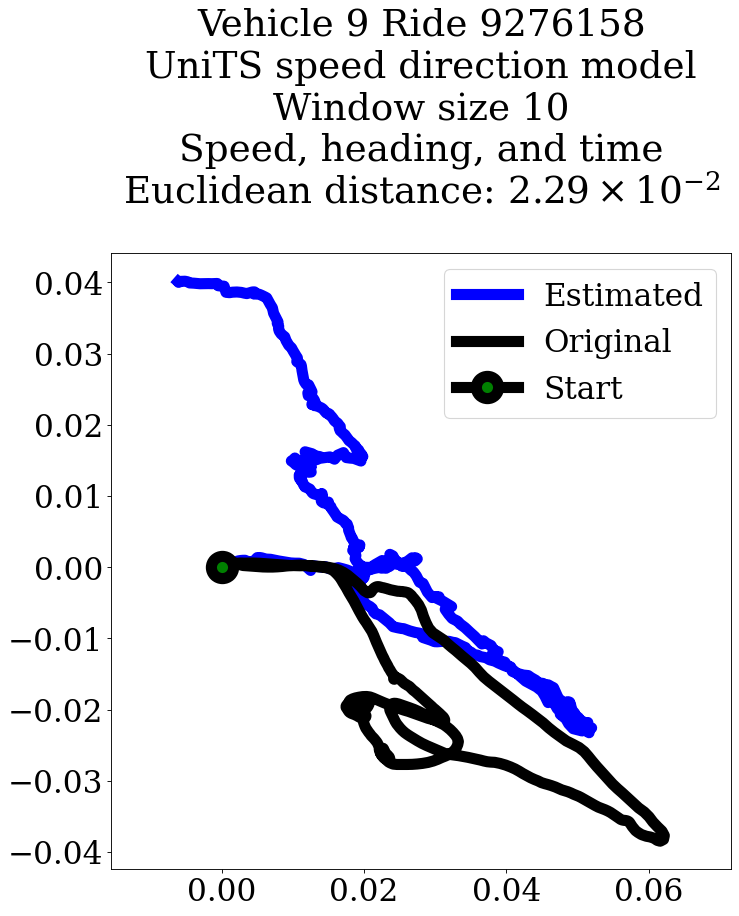 Vehicle 9 Ride 9276158
UniTS speed direction model
Window size 10
Speed, heading, and time
Euclidean distance: 2.29 × 10⁻²
Estimated
Original
Start
0.04
0.03
0.02
0.01
0.00
−0.01
−0.02
−0.03
−0.04
0.00 0.02 0.04 0.06